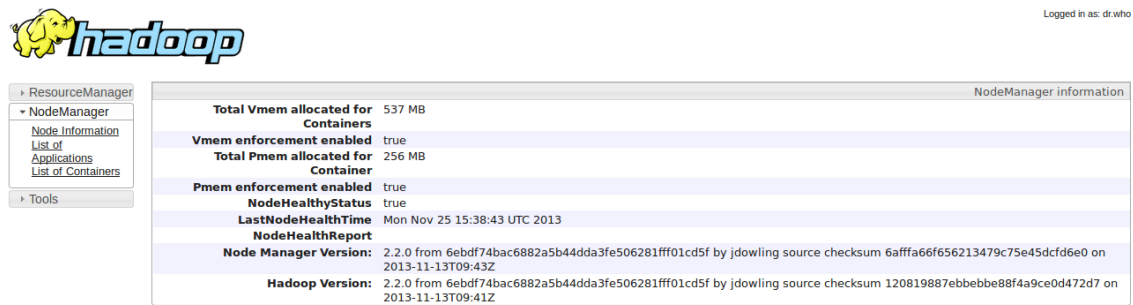 Logged in as: dr.who
hadoop
ResourceManager
NodeManager
Node Information
List of
Applications
List of Containers
Tools
NodeManager information
Total Vmem allocated for 537 MB
Containers
Vmem enforcement enabled true
Total Pmem allocated for 256 MB
Container
Pmem enforcement enabled true
NodeHealthyStatus true
LastNodeHealthTime Mon Nov 25 15:38:43 UTC 2013
NodeHealthReport
Node Manager Version: 2.2.0 from 6ebdf74bac6882a5b44dda3fe506281fff01cd5f by jdowling source checksum 6afffa66f656213479c75e45dcfd6e0 on
2013-11-13T09:43Z
Hadoop Version: 2.2.0 from 6ebdf74bac6882a5b44dda3fe506281fff01cd5f by jdowling source checksum 120819887ebbebbe88f4a9ce0d472d7 on
2013-11-13T09:41Z